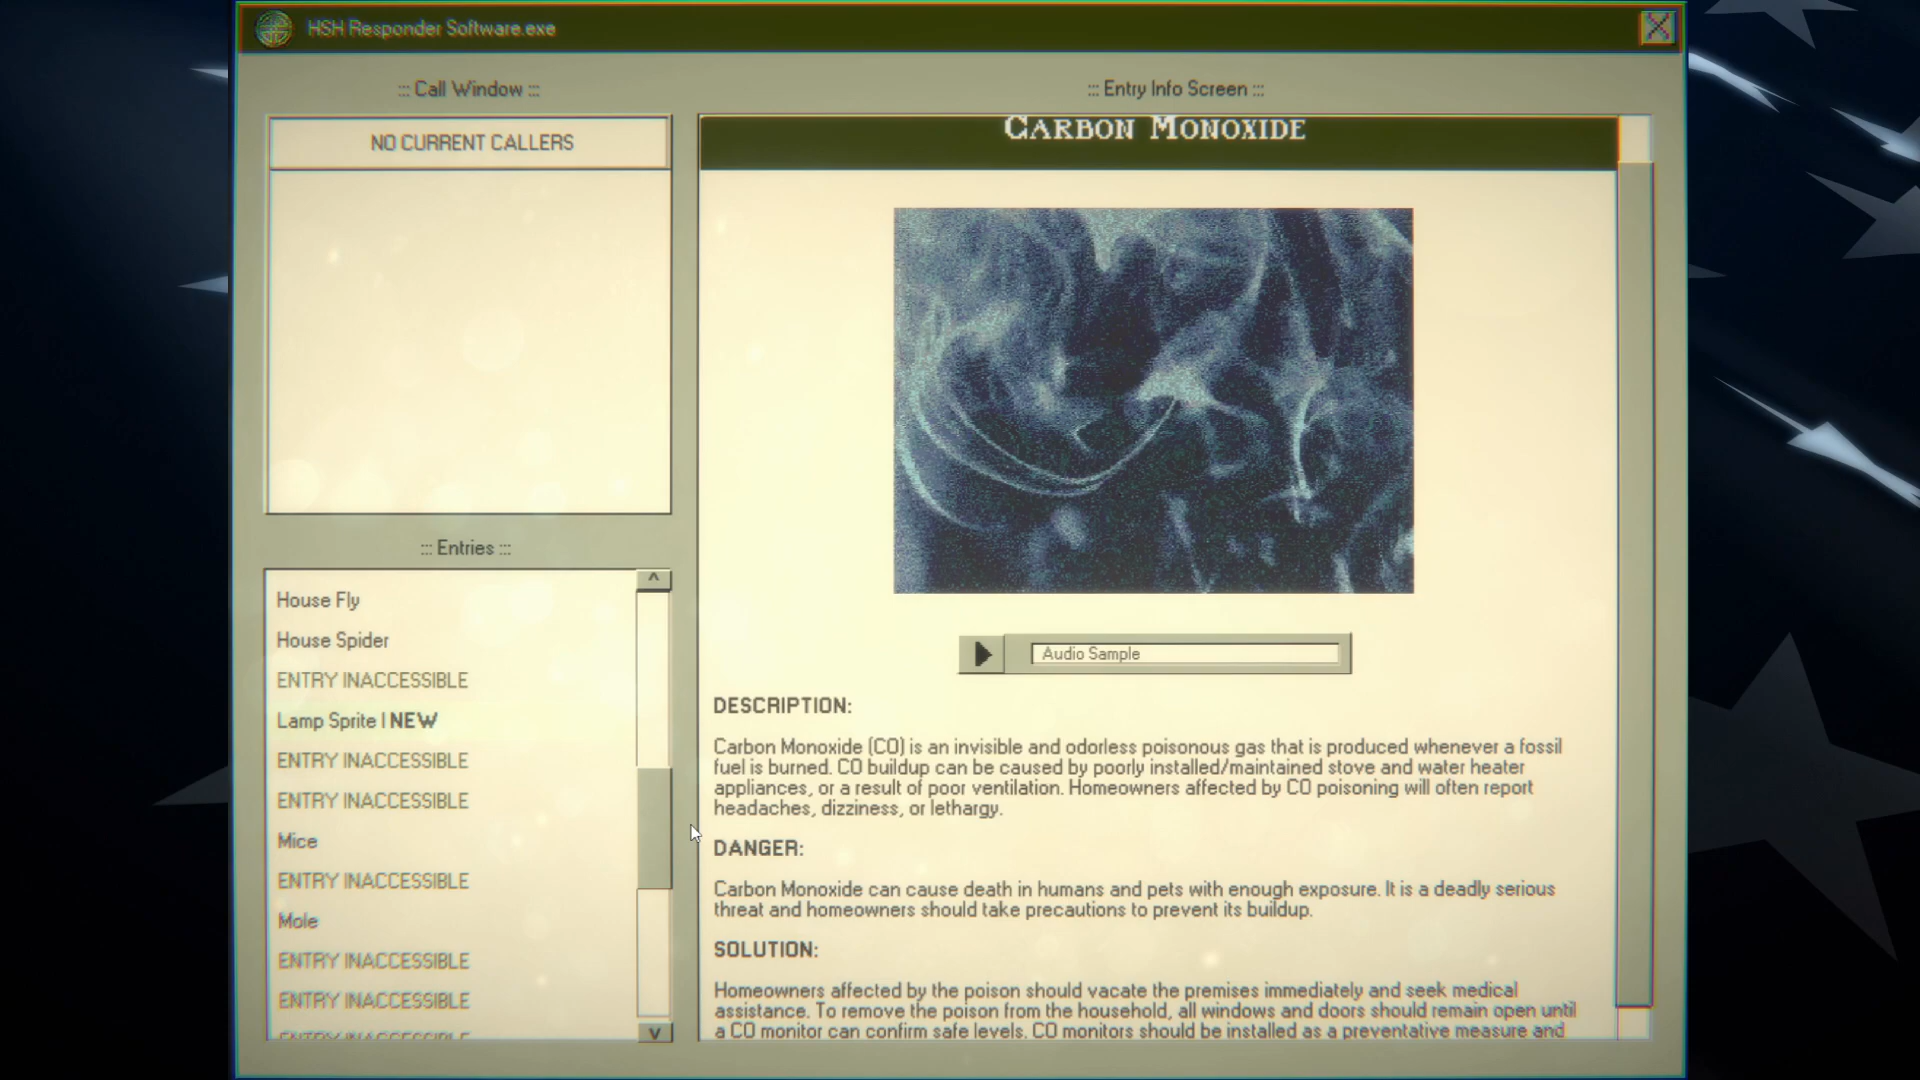 HSH Responder Software.exe
::: Call Window :::
NO CURRENT CALLERS
::: Entries :::
House Fly
House Spider
ENTRY INACCESSIBLE
Lamp Sprite | NEW
ENTRY INACCESSIBLE
ENTRY INACCESSIBLE
Mice
ENTRY INACCESSIBLE
Mole
ENTRY INACCESSIBLE
ENTRY INACCESSIBLE
ENTRY INACCESSIBLE
::: Entry Info Screen :::
CARBON MONOXIDE
Audio Sample
DESCRIPTION:
Carbon Monoxide (CO) is an invisible and odorless poisonous gas that is produced whenever a fossil
fuel is burned. CO buildup can be caused by poorly installed/maintained stove and water heater
appliances, or a result of poor ventilation. Homeowners affected by CO poisoning will often report
headaches, dizziness, or lethargy.
DANGER:
Carbon Monoxide can cause death in humans and pets with enough exposure. It is a deadly serious
threat and homeowners should take precautions to prevent its buildup.
SOLUTION:
Homeowners affected by the poison should vacate the premises immediately and seek medical
assistance. To remove the poison from the household, all windows and doors should remain open until
a CO monitor can confirm safe levels. CO monitors should be installed as a preventative measure and